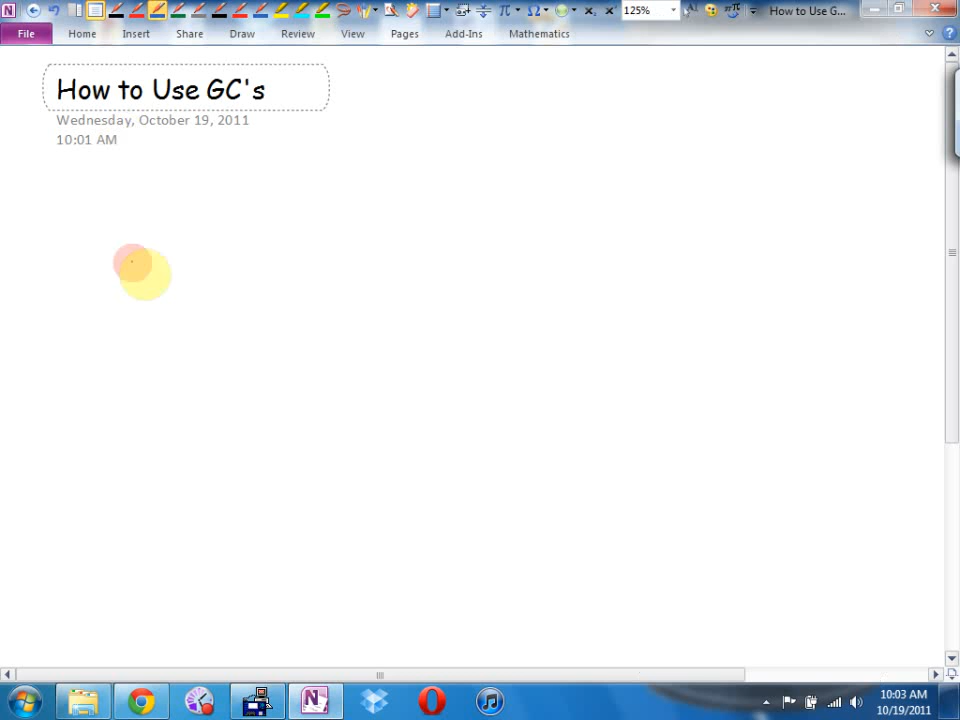 125%
How to Use G...
File Home Insert Share Draw Review View Pages Add-Ins Mathematics
How to Use GC's
Wednesday, October 19, 2011
10:01 AM
10:03 AM
10/19/2011